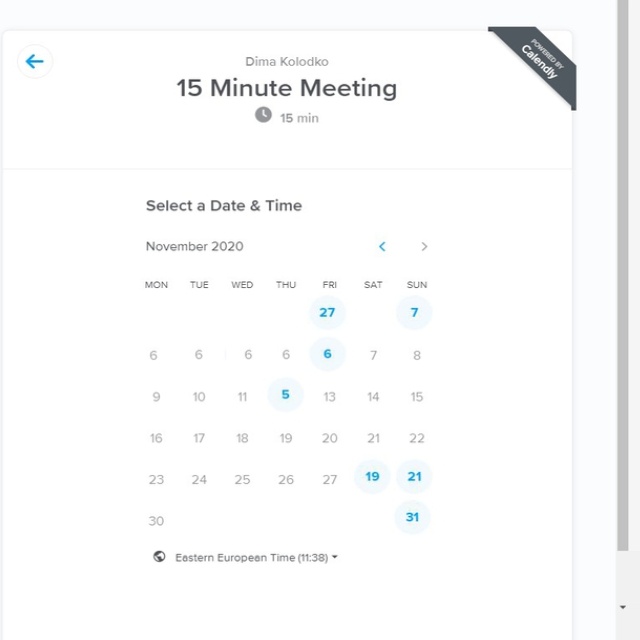 POWERED BY
Calendly
Dima Kolodko
15 Minute Meeting
15 min
Select a Date & Time
November 2020
MON TUE WED THU FRI SAT SUN
27 7
6 6 6 6 6 7 8
9 10 11 5 13 14 15
16 17 18 19 20 21 22
23 24 25 26 27 19 21
30 31
Eastern European Time (11:38)